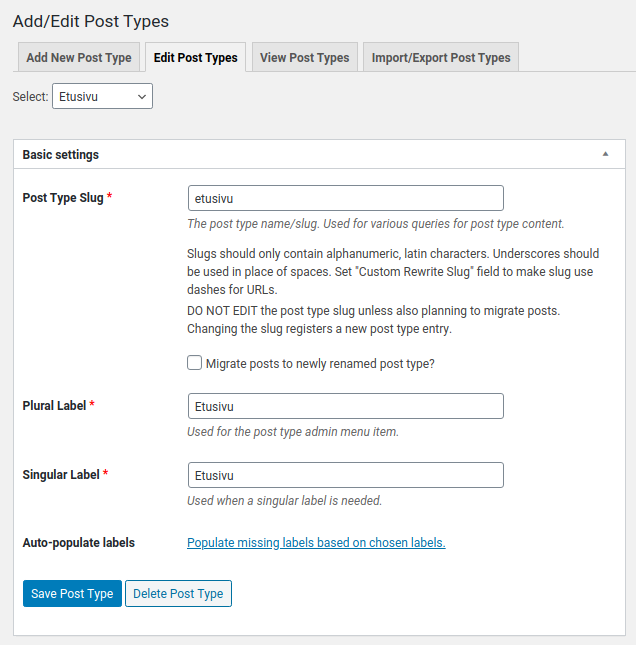 Add/Edit Post Types
Add New Post Type
Edit Post Types
View Post Types
Import/Export Post Types
Select: Etusivu
Basic settings
Post Type Slug *
etusivu
The post type name/slug. Used for various queries for post type content.
Slugs should only contain alphanumeric, latin characters. Underscores should
be used in place of spaces. Set "Custom Rewrite Slug" field to make slug use
dashes for URLs.
DO NOT EDIT the post type slug unless also planning to migrate posts.
Changing the slug registers a new post type entry.
Migrate posts to newly renamed post type?
Plural Label *
Etusivu
Used for the post type admin menu item.
Singular Label *
Etusivu
Used when a singular label is needed.
Auto-populate labels
Populate missing labels based on chosen labels.
Save Post Type
Delete Post Type